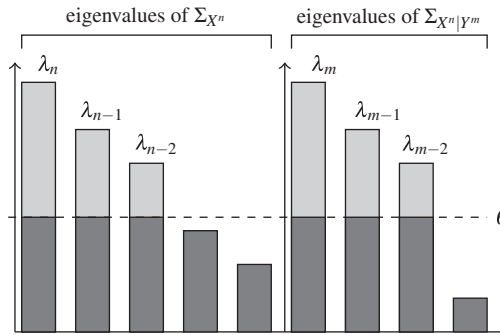 eigenvalues of Σ_{X^n} eigenvalues of Σ_{X^n|Y^m}
λ_n λ_m
λ_{n−1} λ_{m−1}
λ_{n−2} λ_{m−2}